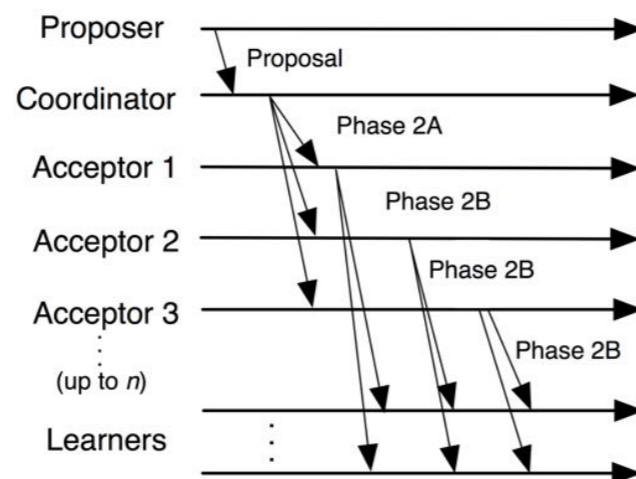 Proposer
Proposal
Coordinator
Phase 2A
Acceptor 1
Phase 2B
Acceptor 2
Phase 2B
Acceptor 3
Phase 2B
(up to n)
Learners